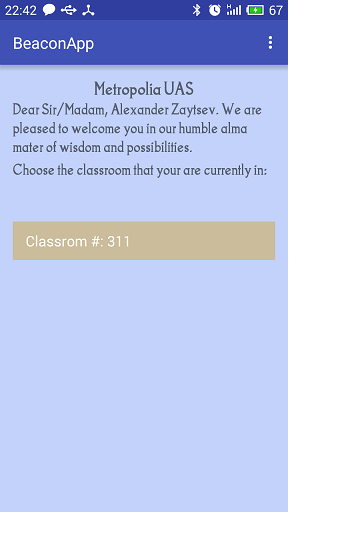 22:42 67
BeaconApp
Metropolia UAS
Dear Sir/Madam, Alexander Zaytsev. We are
pleased to welcome you in our humble alma
mater of wisdom and possibilities.
Choose the classroom that your are currently in:
Classrom #: 311